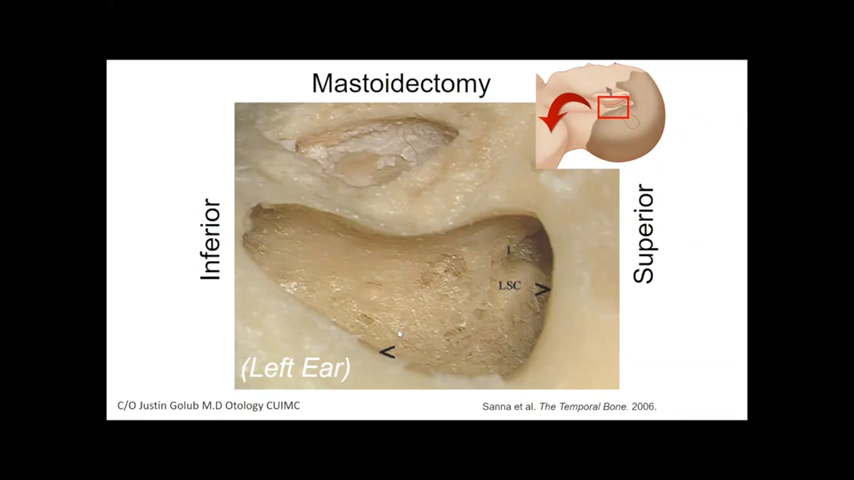 Mastoidectomy
Inferior
Superior
I
LSC
>
<
(Left Ear)
C/O Justin Golub M.D Otology CUIMC
Sanna et al. The Temporal Bone. 2006.